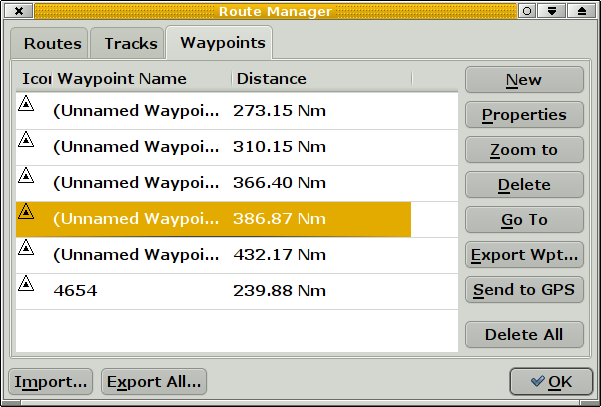 Route Manager
Routes Tracks Waypoints
Icon Waypoint Name Distance
(Unnamed Waypoi... 273.15 Nm
(Unnamed Waypoi... 310.15 Nm
(Unnamed Waypoi... 366.40 Nm
(Unnamed Waypoi... 386.87 Nm
(Unnamed Waypoi... 432.17 Nm
4654 239.88 Nm
New
Properties
Zoom to
Delete
Go To
Export Wpt...
Send to GPS
Delete All
Import... Export All... OK